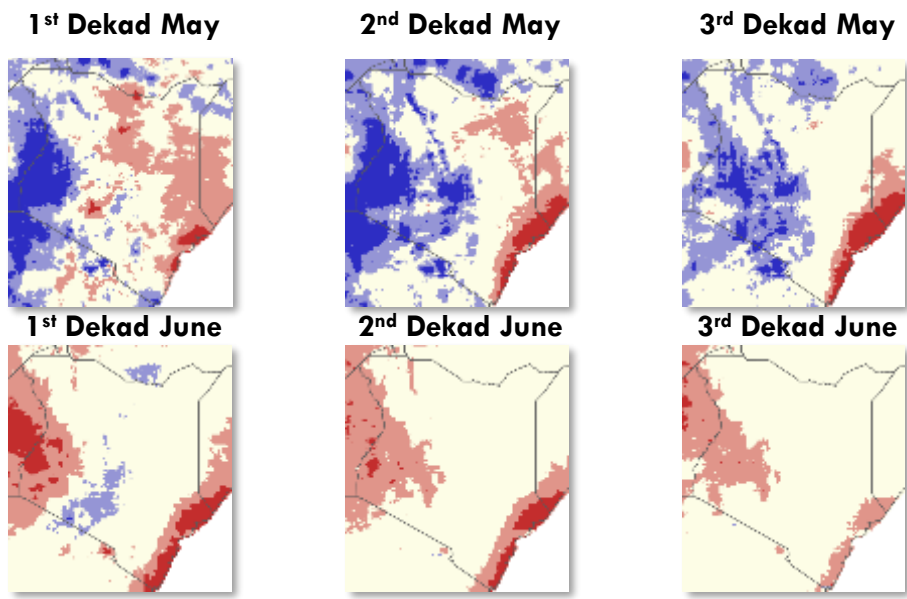 1st Dekad May
2nd Dekad May
3rd Dekad May
1st Dekad June
2nd Dekad June
3rd Dekad June